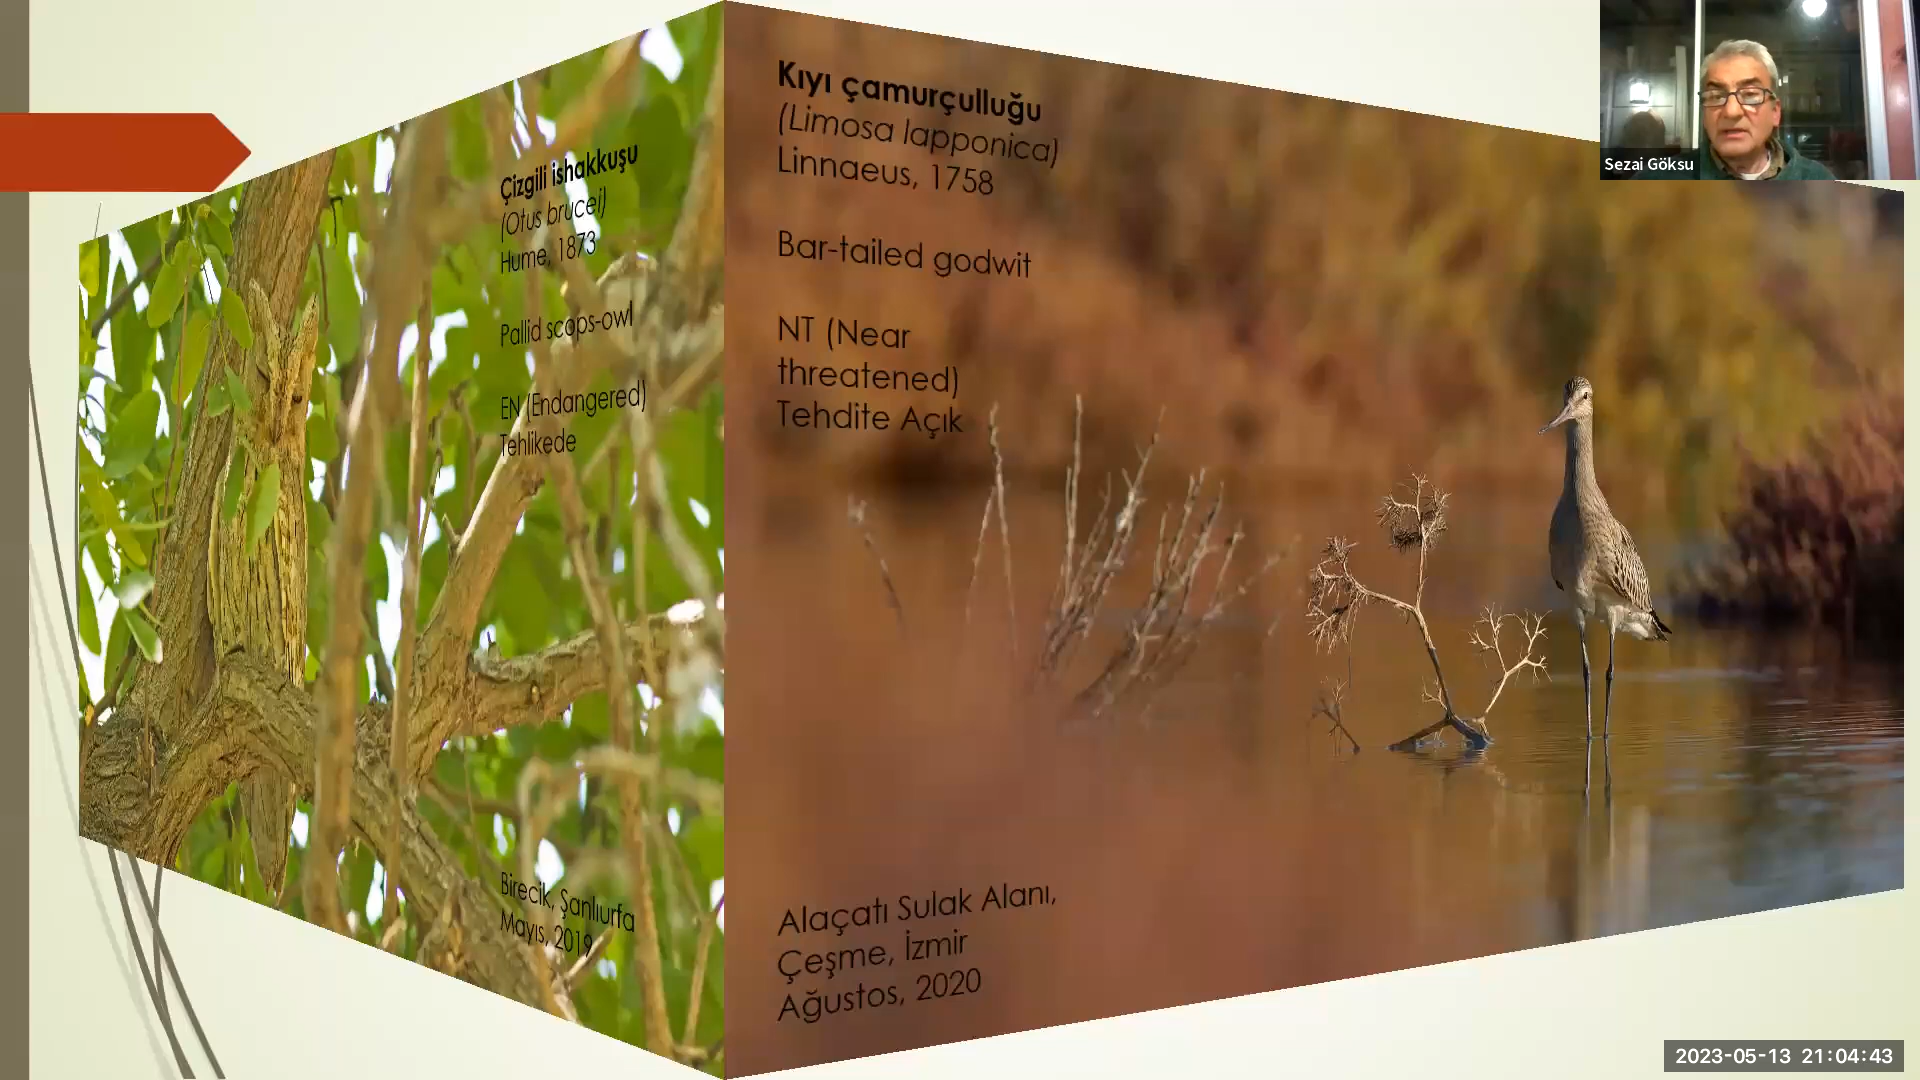 Çizgili ishakkuşu
(Otus brucei)
Hume, 1873
Pallid scops-owl
EN (Endangered)
Tehlikede
Birecik, Şanlıurfa
Mayıs, 2019
Kıyı çamurçulluğu
(Limosa lapponica)
Linnaeus, 1758
Bar-tailed godwit
NT (Near
threatened)
Tehdite Açık
Alaçatı Sulak Alanı,
Çeşme, İzmir
Ağustos, 2020
Sezai Göksu
2023-05-13 21:04:43